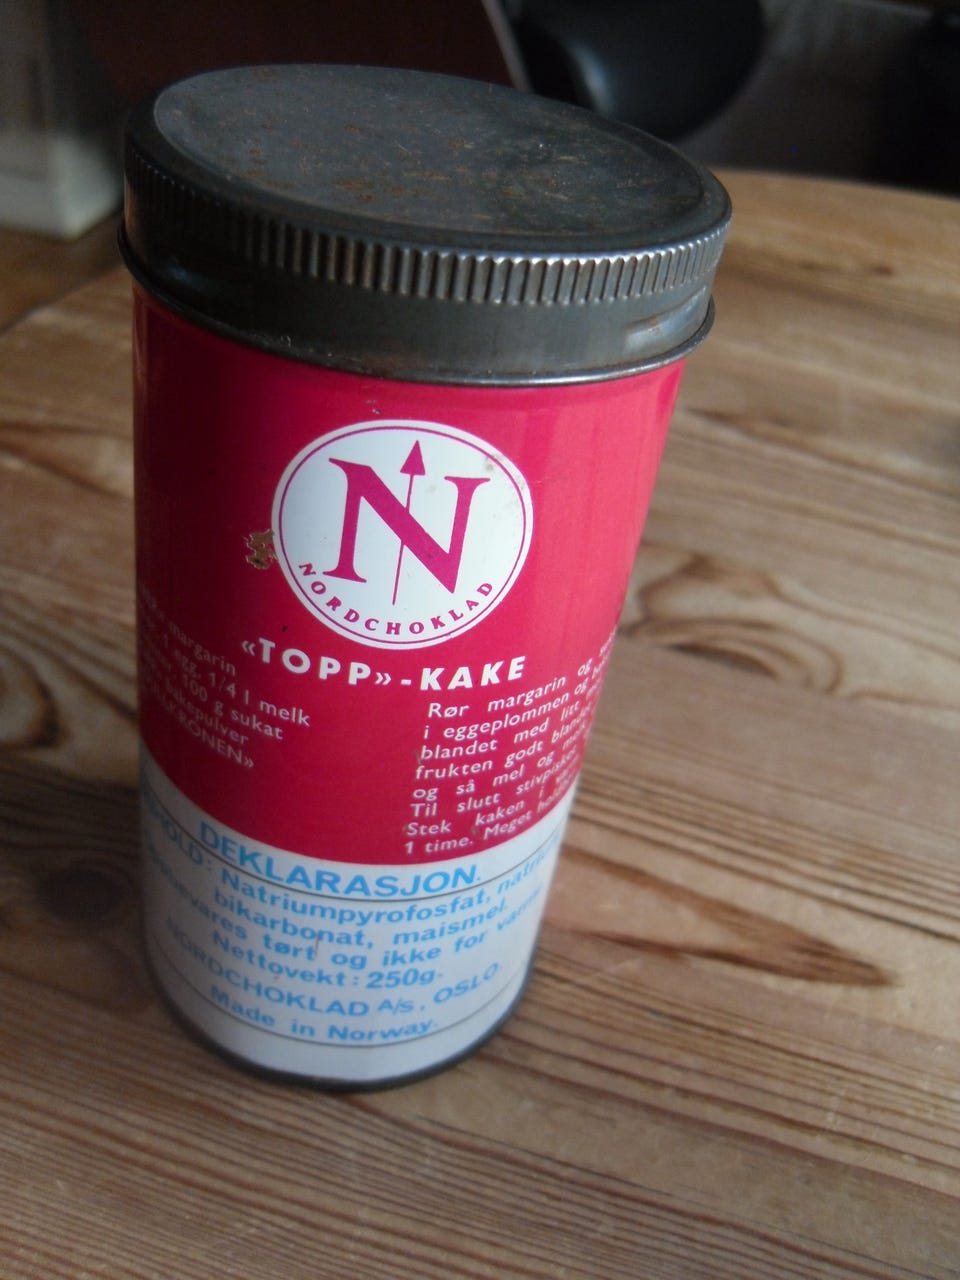 N
NORDCHOKLAD
«TOPP»-KAKE
margarin
1 egg, 1/4 l melk
100 g sukat
bakepulver
KRONEN»
Rør margarin og
i eggeplommen og
blandet med litt
frukten godt
og så mel og
Til slutt
Stek kaken i
1 time. Meget
DEKLARASJON.
Natriumpyrofosfat,
bikarbonat, maismel.
tørt og ikke for
Nettovekt: 250g.
NORDCHOKLAD A/S, OSLO.
Made in Norway.